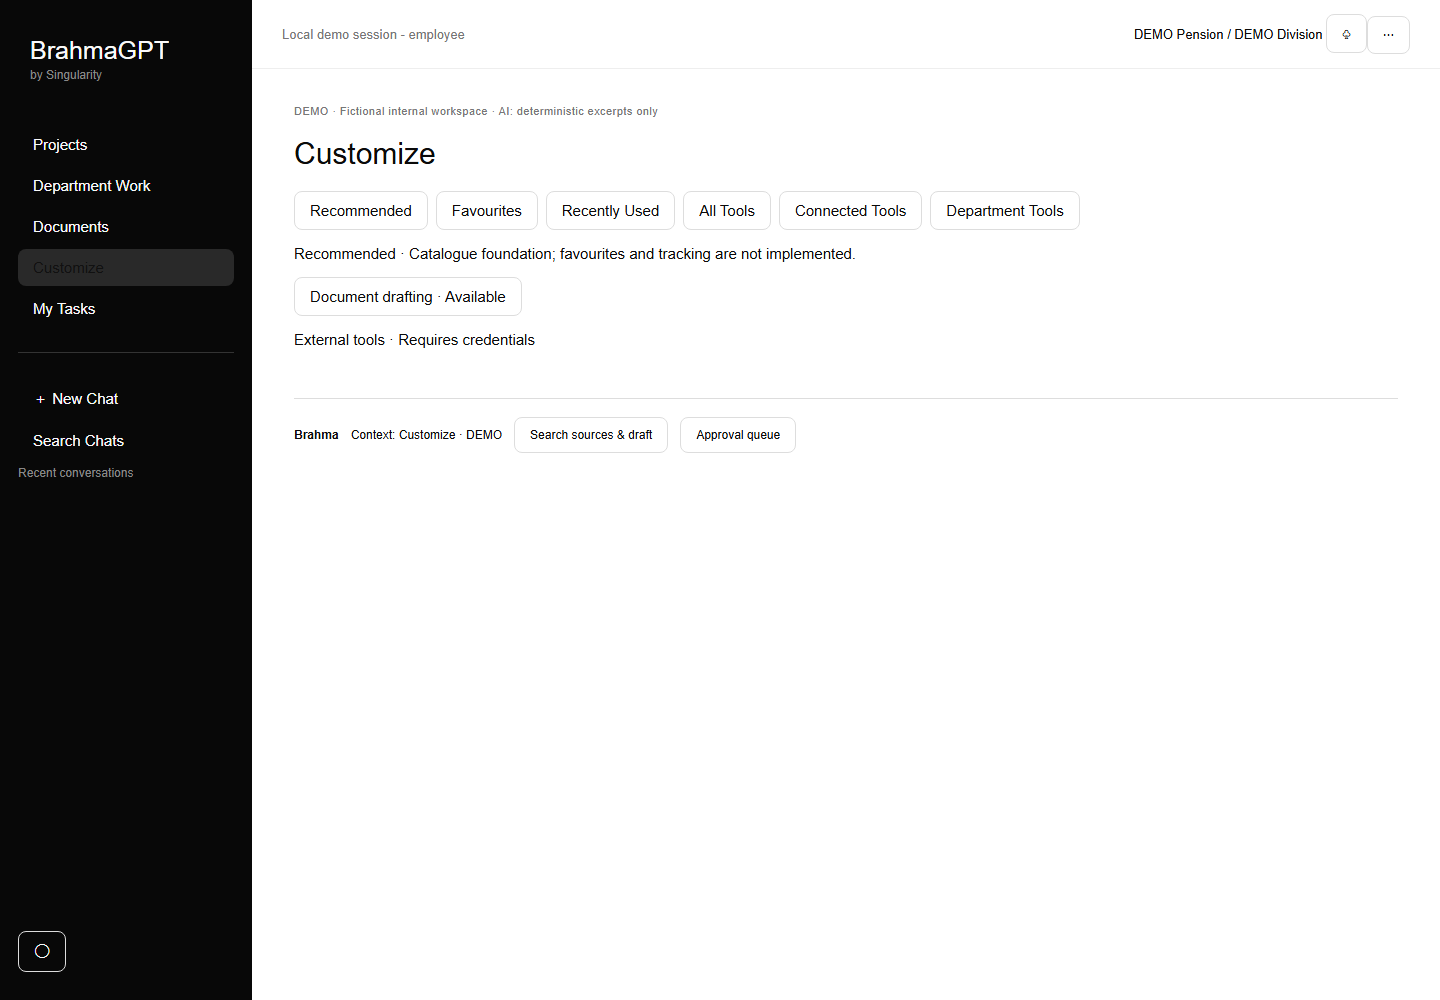 BrahmaGPT
by Singularity
Projects
Department Work
Documents
Customize
My Tasks
+ New Chat
Search Chats
Recent conversations
Local demo session - employee
DEMO Pension / DEMO Division
...
DEMO · Fictional internal workspace · AI: deterministic excerpts only
Customize
Recommended Favourites Recently Used All Tools Connected Tools Department Tools
Recommended · Catalogue foundation; favourites and tracking are not implemented.
Document drafting · Available
External tools · Requires credentials
Brahma Context: Customize · DEMO Search sources & draft Approval queue